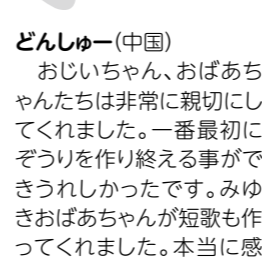 どんしゅー(中国)
　おじいちゃん、おばあち
ゃんたちは非常に親切にし
てくれました。一番最初に
ぞうりを作り終える事がで
きうれしかったです。みゆ
きおばあちゃんが短歌も作
ってくれました。本当に感